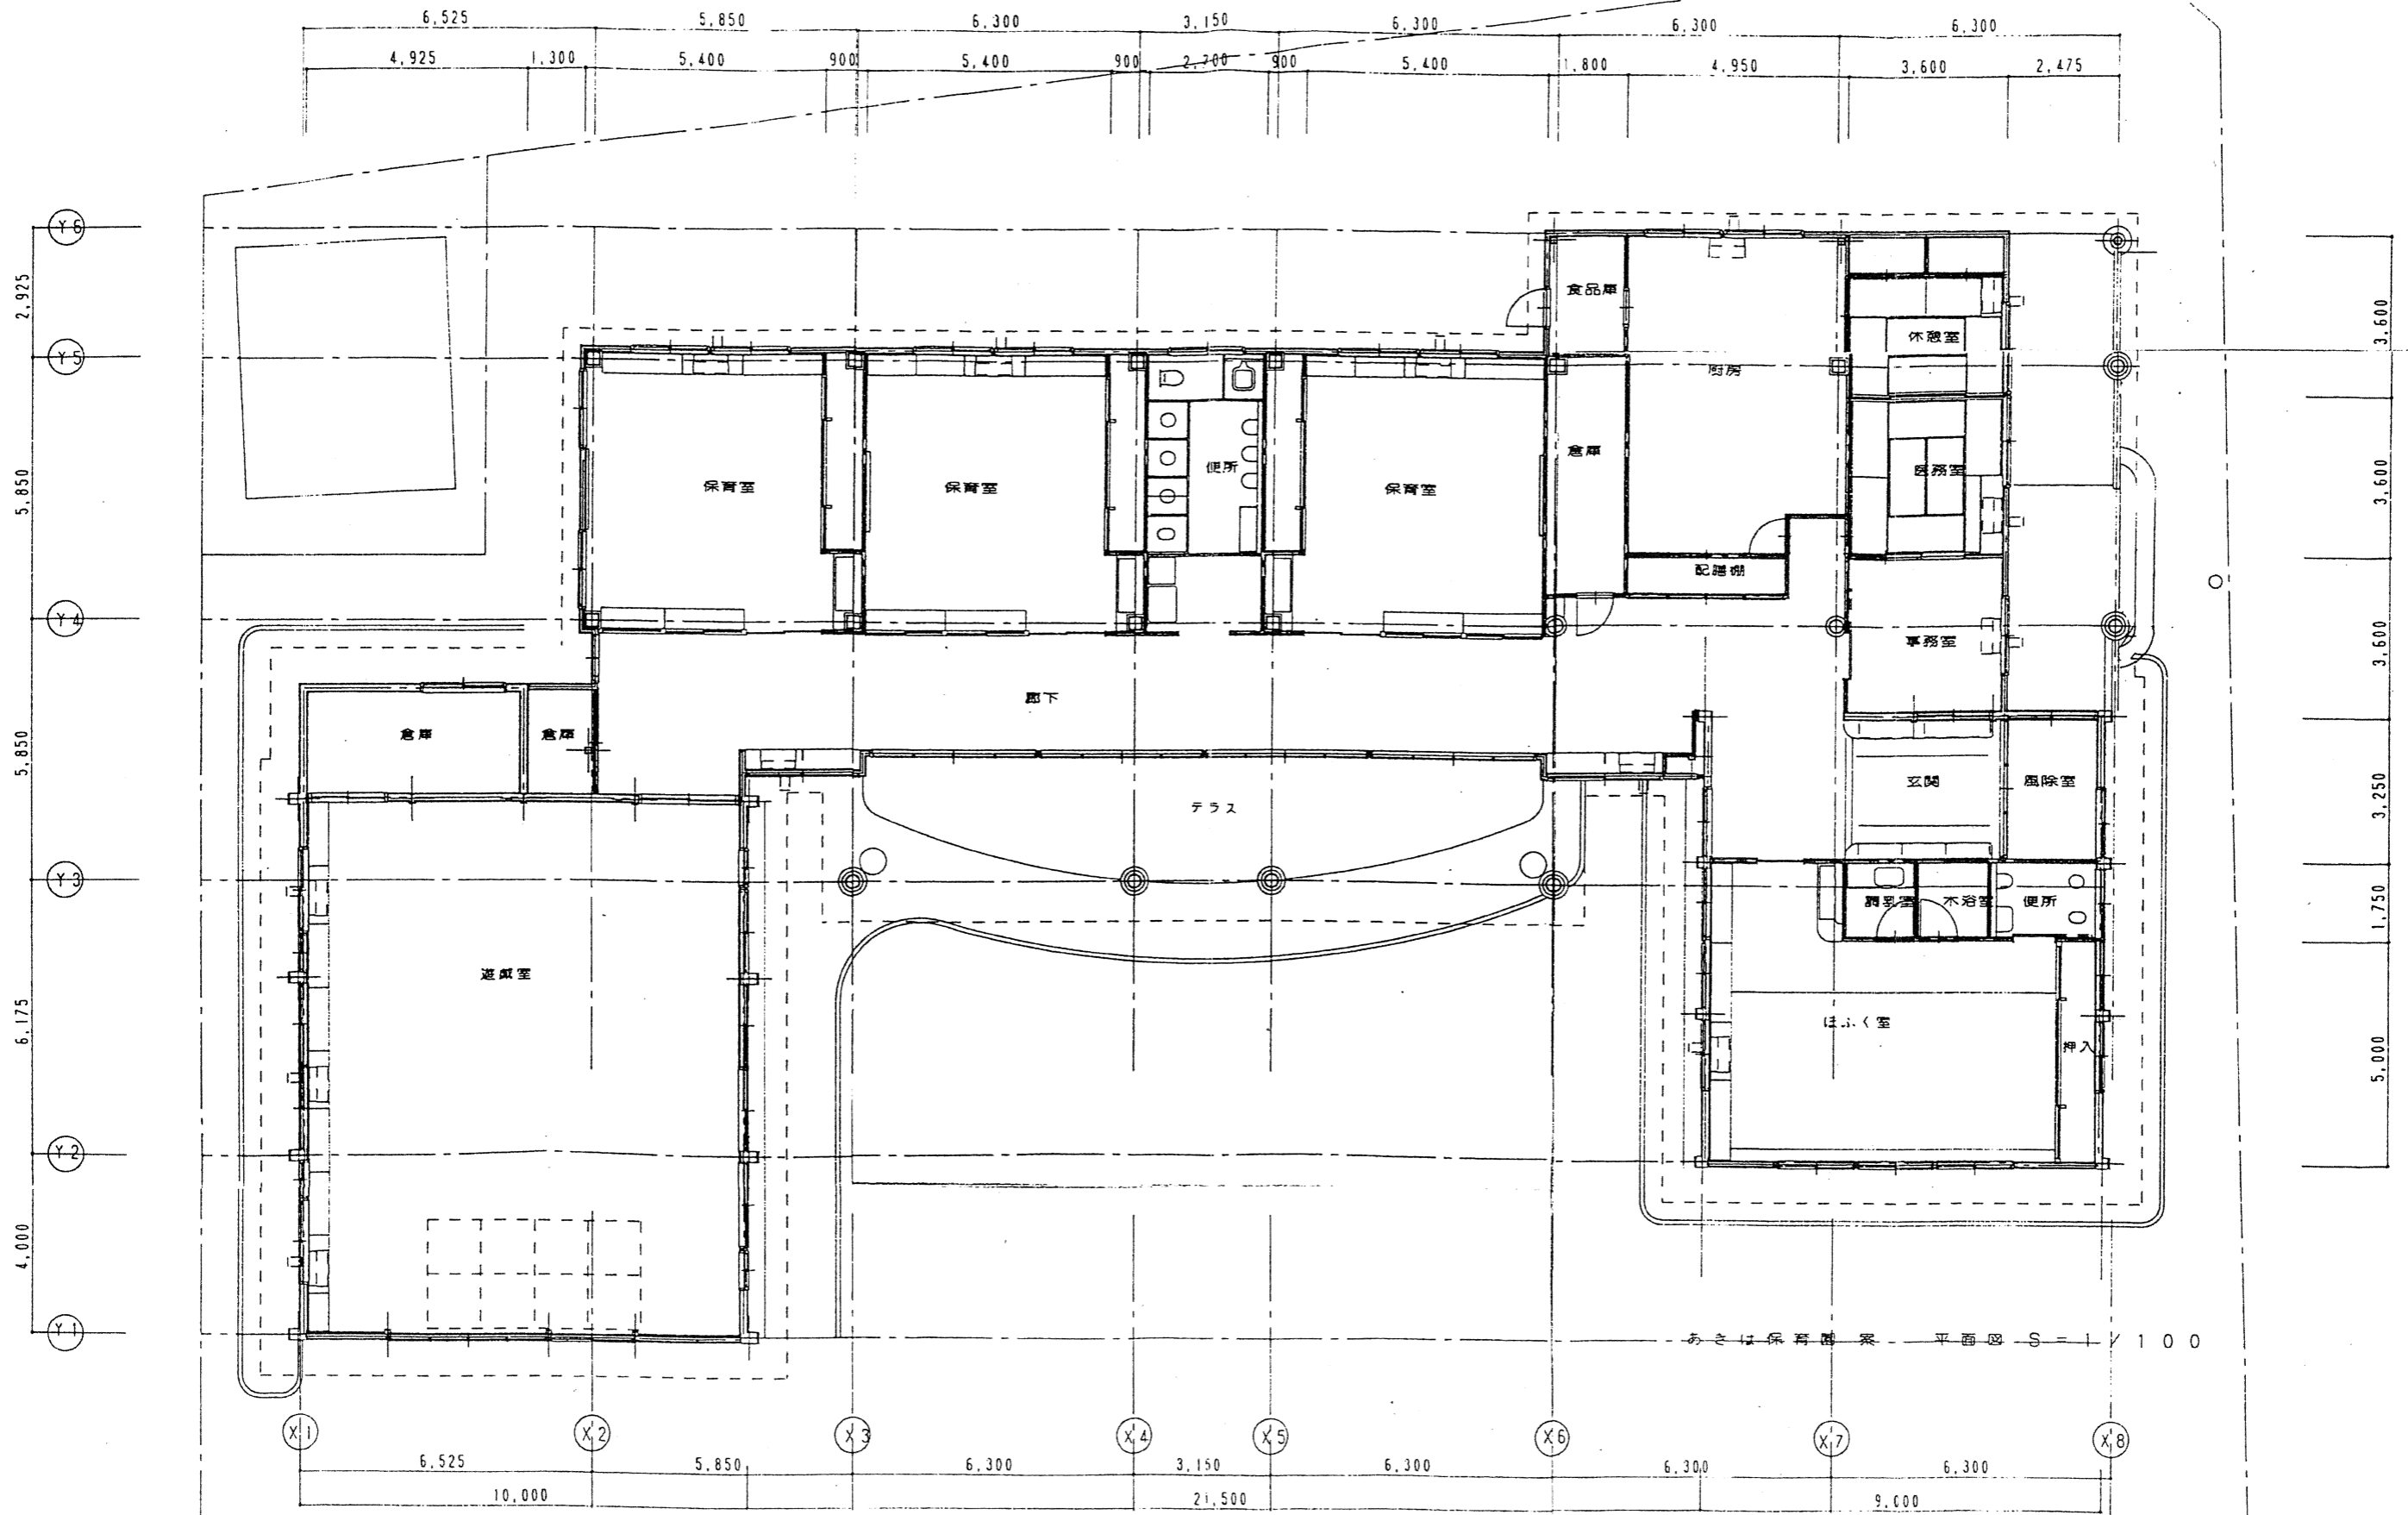 6,525 5,850 6,300 3,150 6,300 6,300 6,300
4,925 1,300 5,400 900 5,400 900 2,700 900 5,400 1,800 4,950 3,600 2,475
Y6
2,925
3,600
食品庫
休憩室
Y5
厨房
5,850
3,600
倉庫
便所
医務室
保育室 保育室 保育室
配膳棚
Y4
事務室
3,600
廊下
倉庫 倉庫
5,850
玄関 風除室
3,250
テラス
Y3
調乳室 沐浴室 便所
1,750
遊戯室
6,175
ほふく室
押入
5,000
Y2
4,000
Y1
あきは保育園 案 平面図 S=1/100
X1 X2 X3 X4 X5 X6 X7 X8
6,525 5,850 6,300 3,150 6,300 6,300 6,300
10,000 21,500 9,000